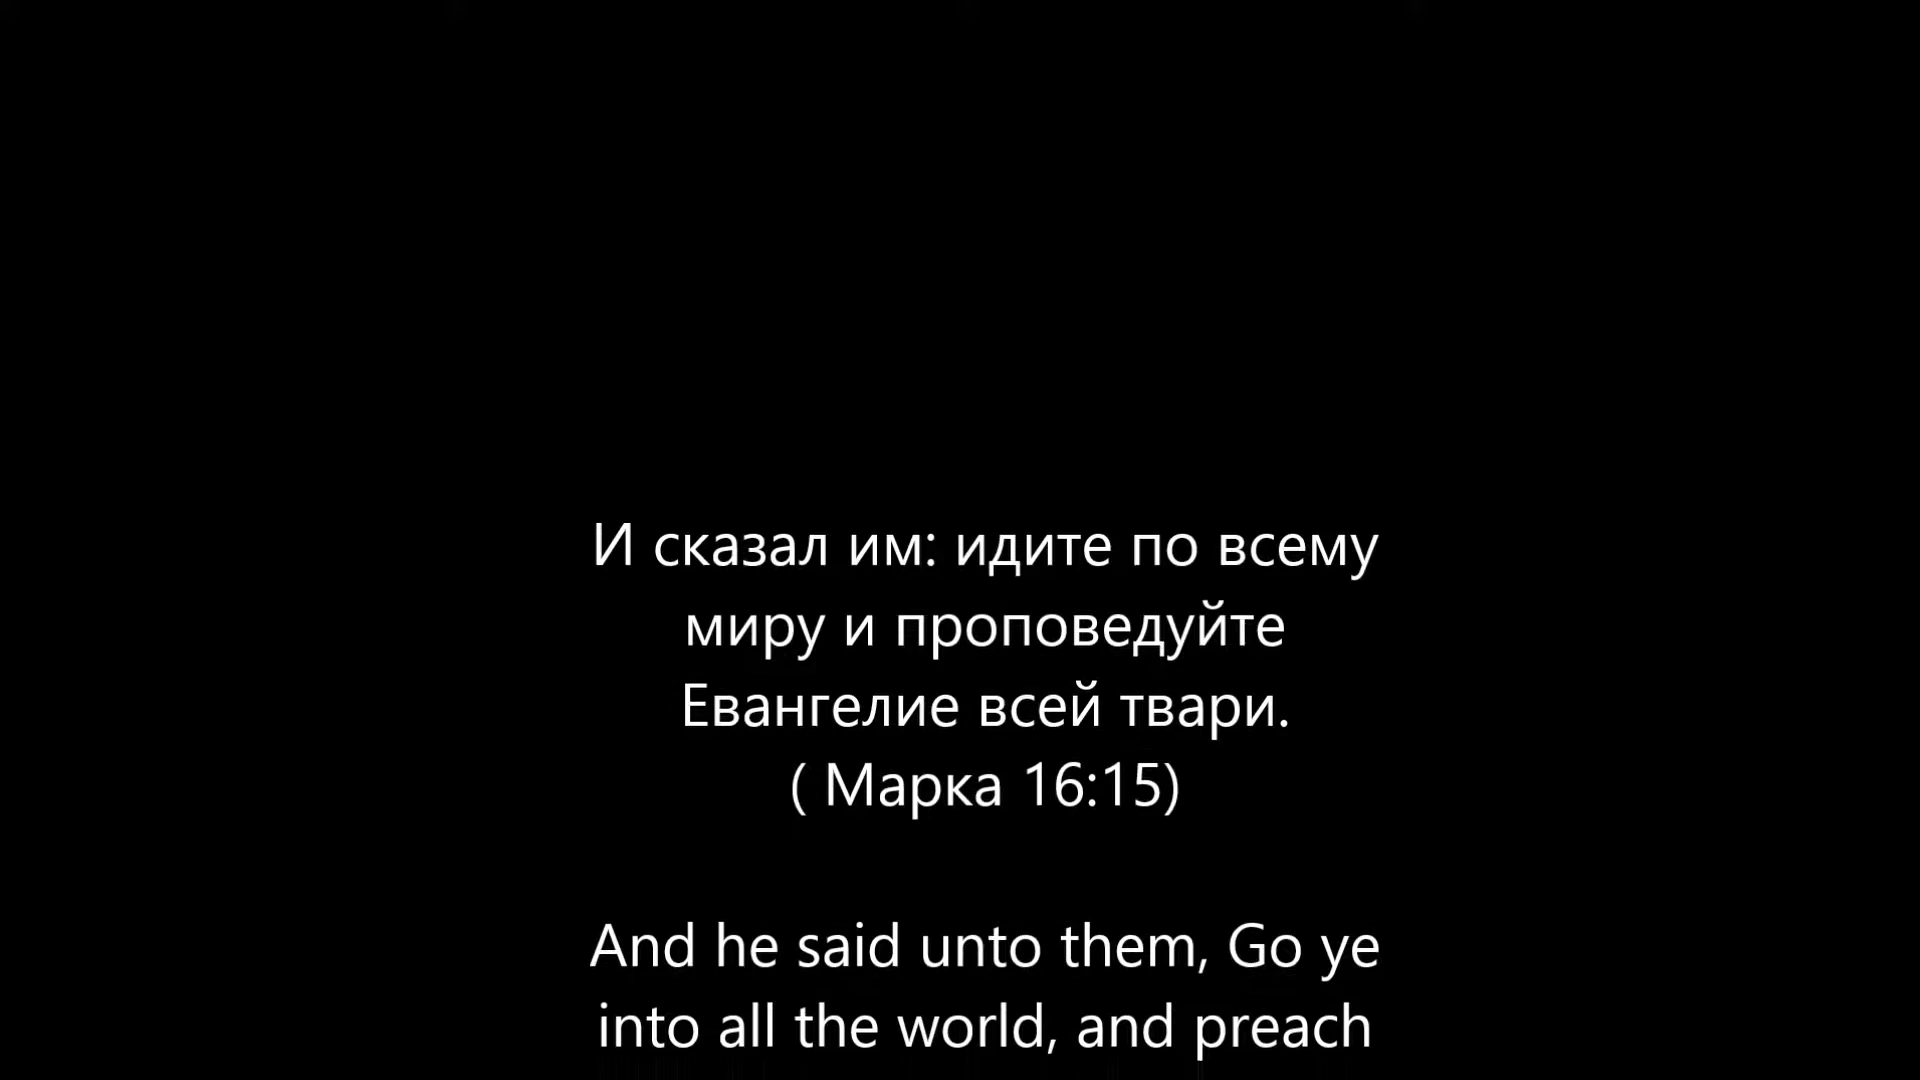 И сказал им: идите по всему
миру и проповедуйте
Евангелие всей твари.
( Марка 16:15)
And he said unto them, Go ye
into all the world, and preach